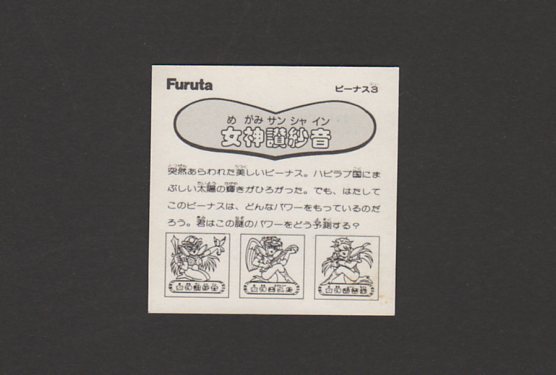 Furuta
ビーナス3
めがみサンシャイン
女神讃紗音
突然あらわれた美しいビーナス。ハピラブ国にま
ぶしい太陽の輝きがひろがった。でも、はたして
このビーナスは、どんなパワーをもっているのだ
ろう。君はこの謎のパワーをどう予測する?